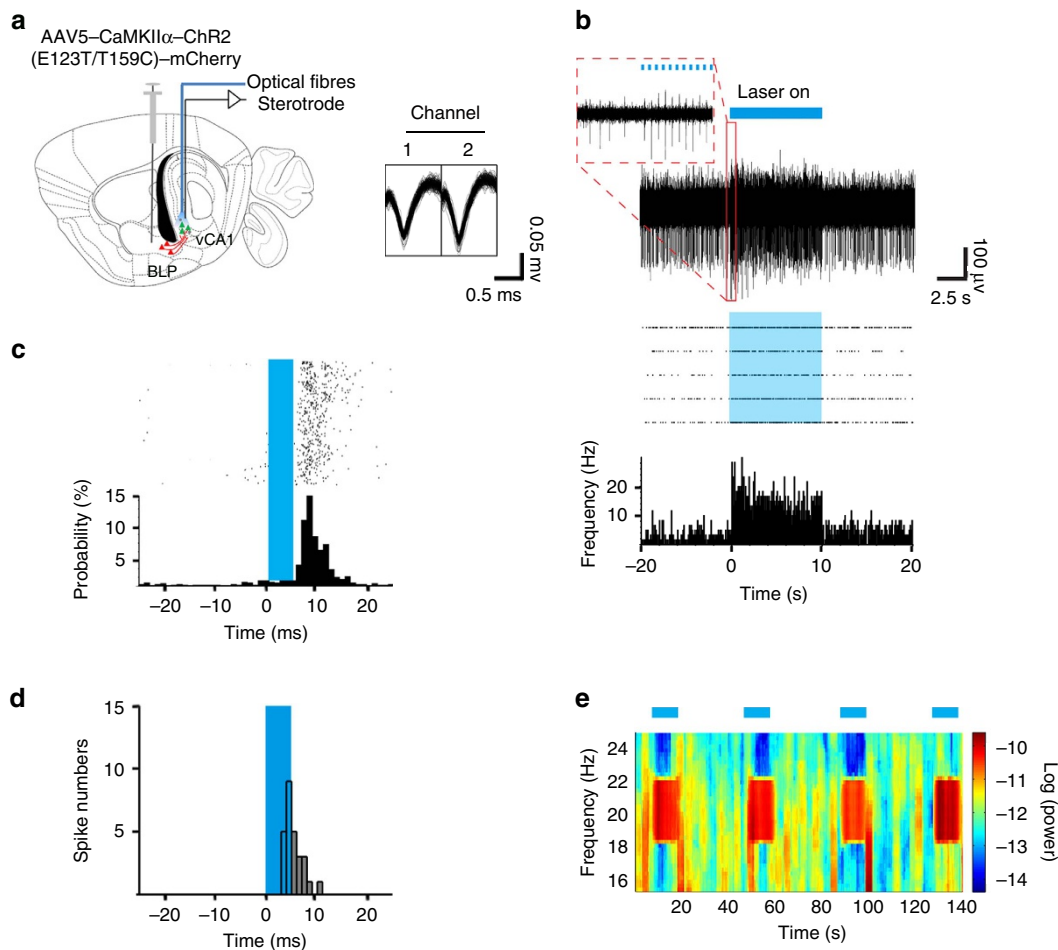 a
AAV5–CaMKIIα–ChR2
(E123T/T159C)–mCherry
Optical fibres
Sterotrode
vCA1
BLP
Channel
1 2
0.05 mv
0.5 ms
b
Laser on
100 μv
2.5 s
Frequency (Hz)
20
10
–20 –10 0 10 20
Time (s)
c
Probability (%)
15
10
5
–20 –10 0 10 20
Time (ms)
d
Spike numbers
15
10
5
–20 –10 0 10 20
Time (ms)
e
Frequency (Hz)
24
22
20
18
16
20 40 60 80 100 120 140
Time (s)
–10
–11
–12
–13
–14
Log (power)